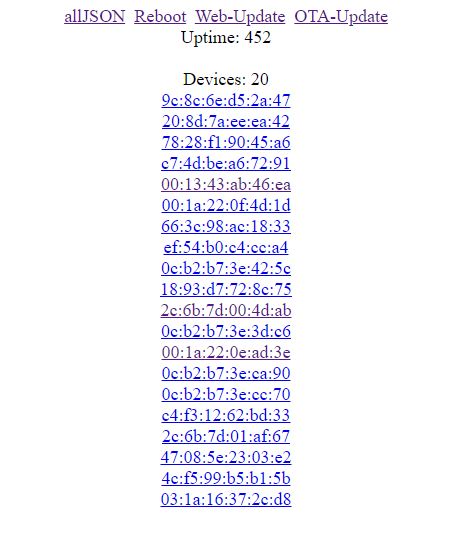 allJSON Reboot Web-Update OTA-Update
Uptime: 452
Devices: 20
9c:8c:6e:d5:2a:47
20:8d:7a:ee:ea:42
78:28:f1:90:45:a6
c7:4d:be:a6:72:91
00:13:43:ab:46:ea
00:1a:22:0f:4d:1d
66:3c:98:ac:18:33
ef:54:b0:c4:cc:a4
0c:b2:b7:3e:42:5c
18:93:d7:72:8c:75
2c:6b:7d:00:4d:ab
0c:b2:b7:3e:3d:c6
00:1a:22:0e:ad:3e
0c:b2:b7:3e:ca:90
0c:b2:b7:3e:cc:70
c4:f3:12:62:bd:33
2c:6b:7d:01:af:67
47:08:5e:23:03:e2
4c:f5:99:b5:b1:5b
03:1a:16:37:2c:d8